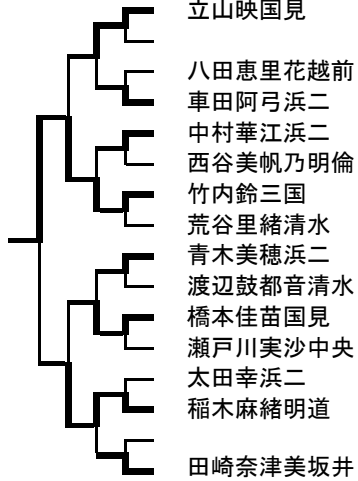 立山映国見
八田恵里花越前
車田阿弓浜二
中村華江浜二
西谷美帆乃明倫
竹内鈴三国
荒谷里緒清水
青木美穂浜二
渡辺鼓都音清水
橋本佳苗国見
瀬戸川実沙中央
太田幸浜二
稲木麻緒明道
田崎奈津美坂井